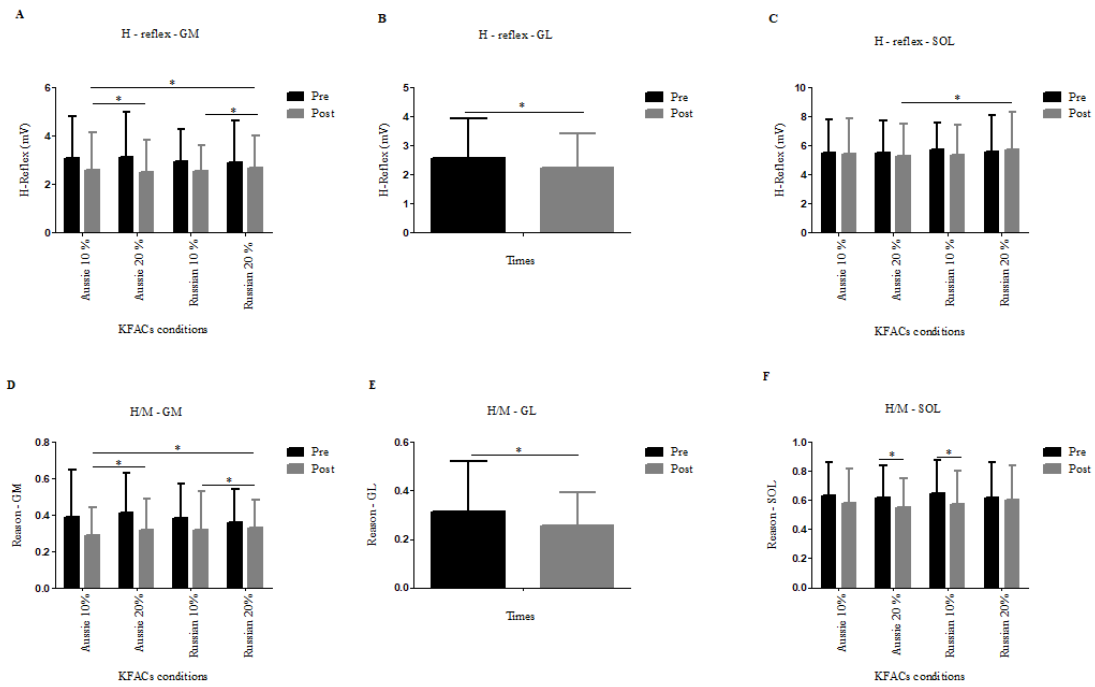 A
H - reflex - GM
6
4
2
0
H-Reflex (mV)
*
*
*
Pre
Post
Aussie 10 %
Aussie 20 %
Russian 10 %
Russian 20 %
KFACs conditions
B
H - reflex - GL
5
4
3
2
1
0
H-Reflex (mV)
*
Pre
Post
Times
C
H - reflex - SOL
10
8
6
4
2
0
H-Reflex (mV)
*
Pre
Post
Aussie 10 %
Aussie 20 %
Russian 10 %
Russian 20 %
KFACs conditions
D
H/M - GM
0.8
0.6
0.4
0.2
0.0
Reason - GM
*
*
*
Pre
Post
Aussie 10%
Aussie 20%
Russian 10%
Russian 20%
KFACs conditions
E
H/M - GL
0.6
0.4
0.2
0.0
Reason - GL
*
Pre
Post
Times
F
H/M - SOL
1.0
0.8
0.6
0.4
0.2
0.0
Reason - SOL
*
*
Pre
Post
Aussie 10%
Aussie 20 %
Russian 10%
Russian 20%
KFACs conditions